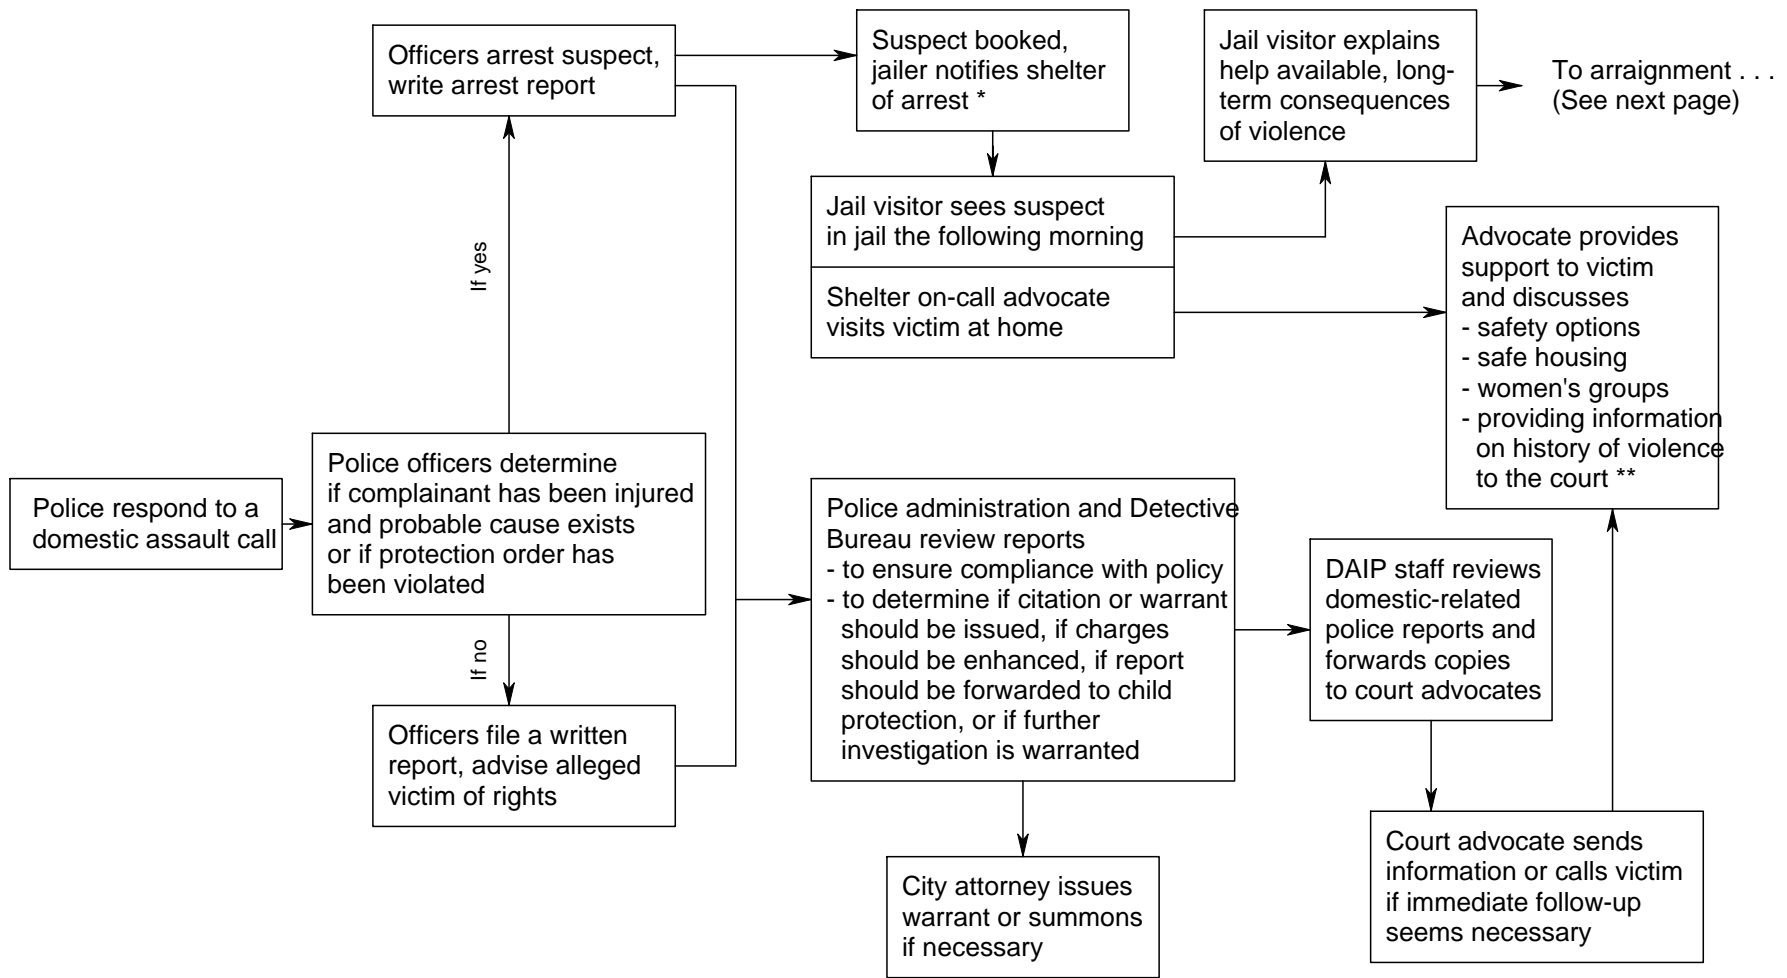 Police respond to a
domestic assault call
Police officers determine
if complainant has been injured
and probable cause exists
or if protection order has
been violated
If yes
Officers arrest suspect,
write arrest report
If no
Officers file a written
report, advise alleged
victim of rights
Suspect booked,
jailer notifies shelter
of arrest *
Jail visitor sees suspect
in jail the following morning
Shelter on-call advocate
visits victim at home
Jail visitor explains
help available, long-
term consequences
of violence
To arraignment . . .
(See next page)
Advocate provides
support to victim
and discusses
- safety options
- safe housing
- women's groups
- providing information
on history of violence
to the court **
Police administration and Detective
Bureau review reports
- to ensure compliance with policy
- to determine if citation or warrant
should be issued, if charges
should be enhanced, if report
should be forwarded to child
protection, or if further
investigation is warranted
City attorney issues
warrant or summons
if necessary
DAIP staff reviews
domestic-related
police reports and
forwards copies
to court advocates
Court advocate sends
information or calls victim
if immediate follow-up
seems necessary